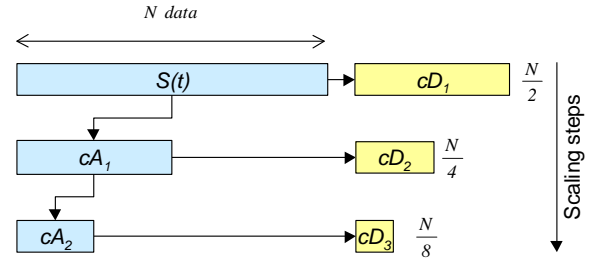 N data
S(t) cD₁ N/2
cA₁ cD₂ N/4
cA₂ cD₃ N/8
Scaling steps